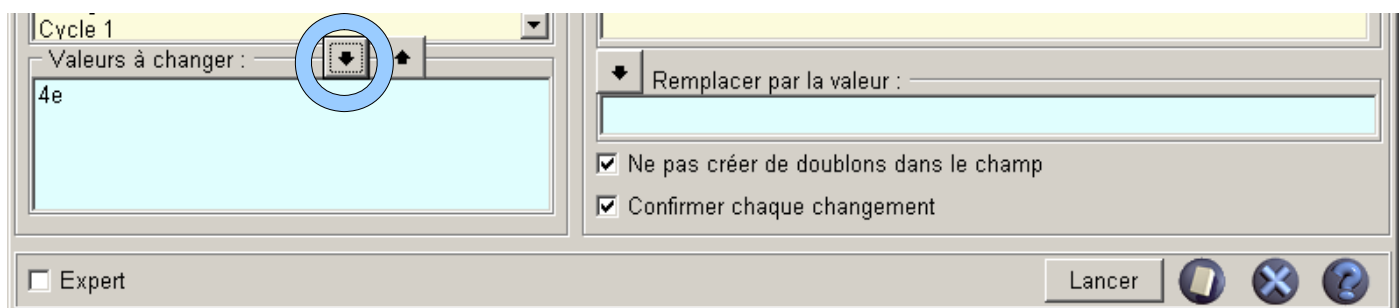 Cycle 1
Valeurs à changer :
4e
Remplacer par la valeur :
Ne pas créer de doublons dans le champ
Confirmer chaque changement
Expert
Lancer